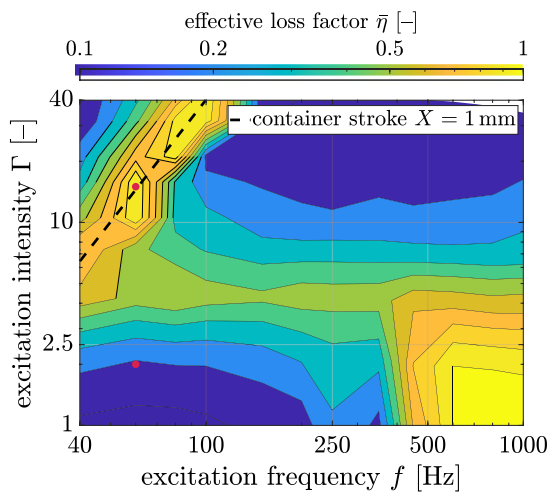 effective loss factor η̄ [–]
0.1 0.2 0.5 1
40
container stroke X = 1 mm
10
2.5
1
excitation intensity Γ [–]
40 100 250 500 1000
excitation frequency f [Hz]